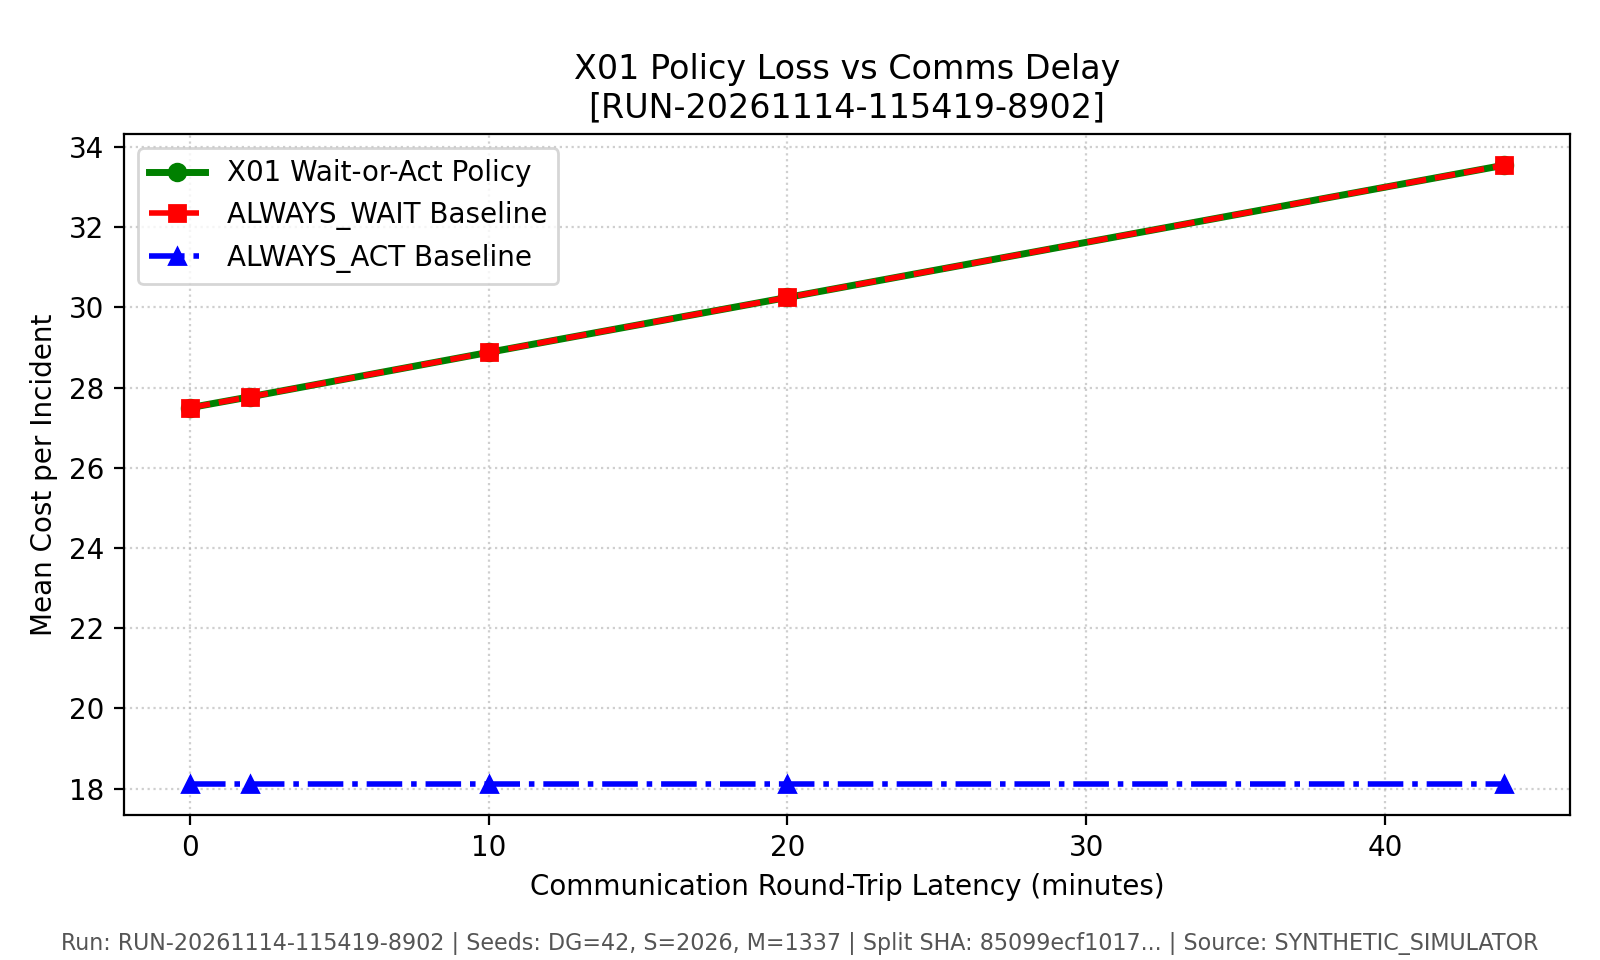 X01 Policy Loss vs Comms Delay
[RUN-20261114-115419-8902]
34
32
30
28
26
24
22
20
18
Mean Cost per Incident
X01 Wait-or-Act Policy
ALWAYS_WAIT Baseline
ALWAYS_ACT Baseline
0 10 20 30 40
Communication Round-Trip Latency (minutes)
Run: RUN-20261114-115419-8902 | Seeds: DG=42, S=2026, M=1337 | Split SHA: 85099ecf1017... | Source: SYNTHETIC_SIMULATOR